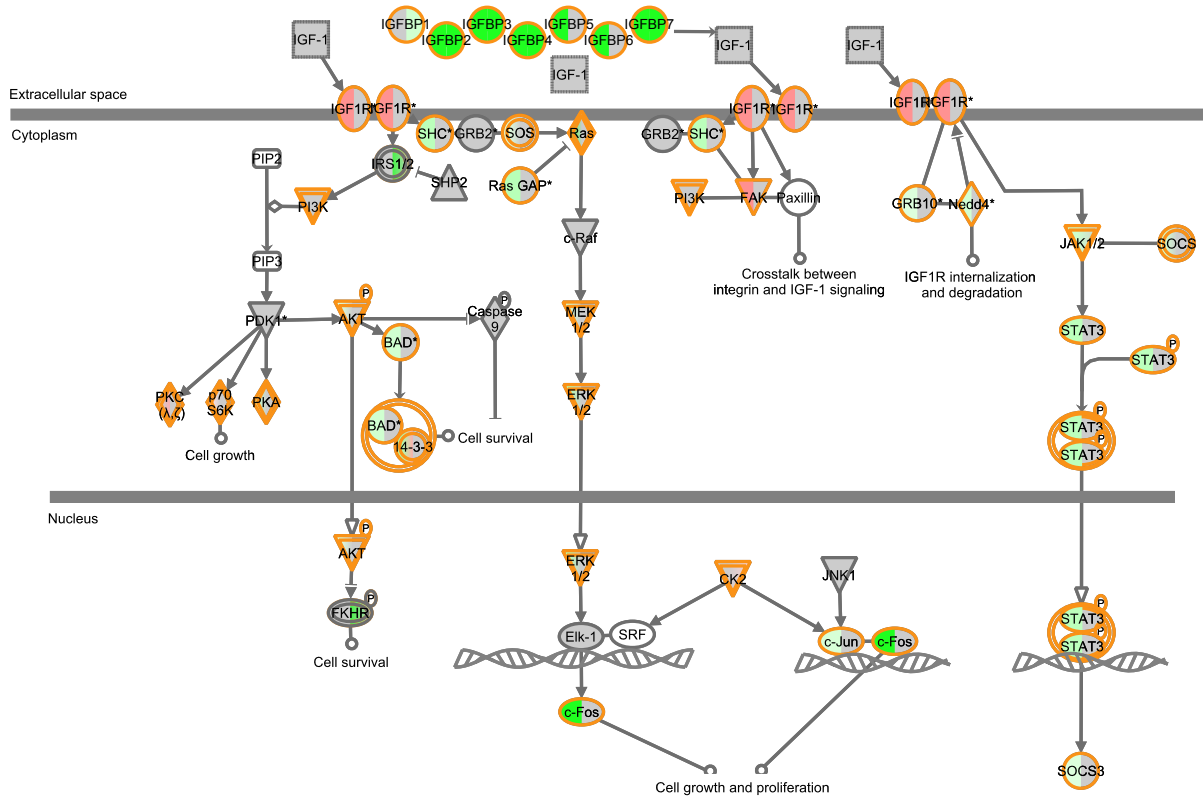 IGFBP1
IGFBP3
IGFBP5
IGFBP7
IGFBP2
IGFBP4
IGFBP6
IGF-1
IGF-1
IGF-1
IGF-1
Extracellular space
Cytoplasm
IGF1R*
IGF1R*
IGF1R*
IGF1R*
IGF1R
IGF1R*
SHC*
GRB2*
SOS
Ras
GRB2*
SHC*
PIP2
IRS1/2
SHP2
Ras GAP*
PI3K
PI3K
FAK
Paxillin
GRB10*
Nedd4*
c-Raf
JAK1/2
SOCS
PIP3
Crosstalk between
integrin and IGF-1 signaling
IGF1R internalization
and degradation
P
P
PDK1*
AKT
Caspase
9
MEK
1/2
BAD*
STAT3
P
STAT3
PKC
(λ,ζ)
p70
S6K
PKA
ERK
1/2
Cell growth
BAD*
14-3-3
Cell survival
P
STAT3
P
STAT3
Nucleus
P
AKT
ERK
1/2
CK2
JNK1
P
FKHR
Cell survival
Elk-1
SRF
c-Jun
c-Fos
P
STAT3
P
STAT3
c-Fos
SOCS3
Cell growth and proliferation